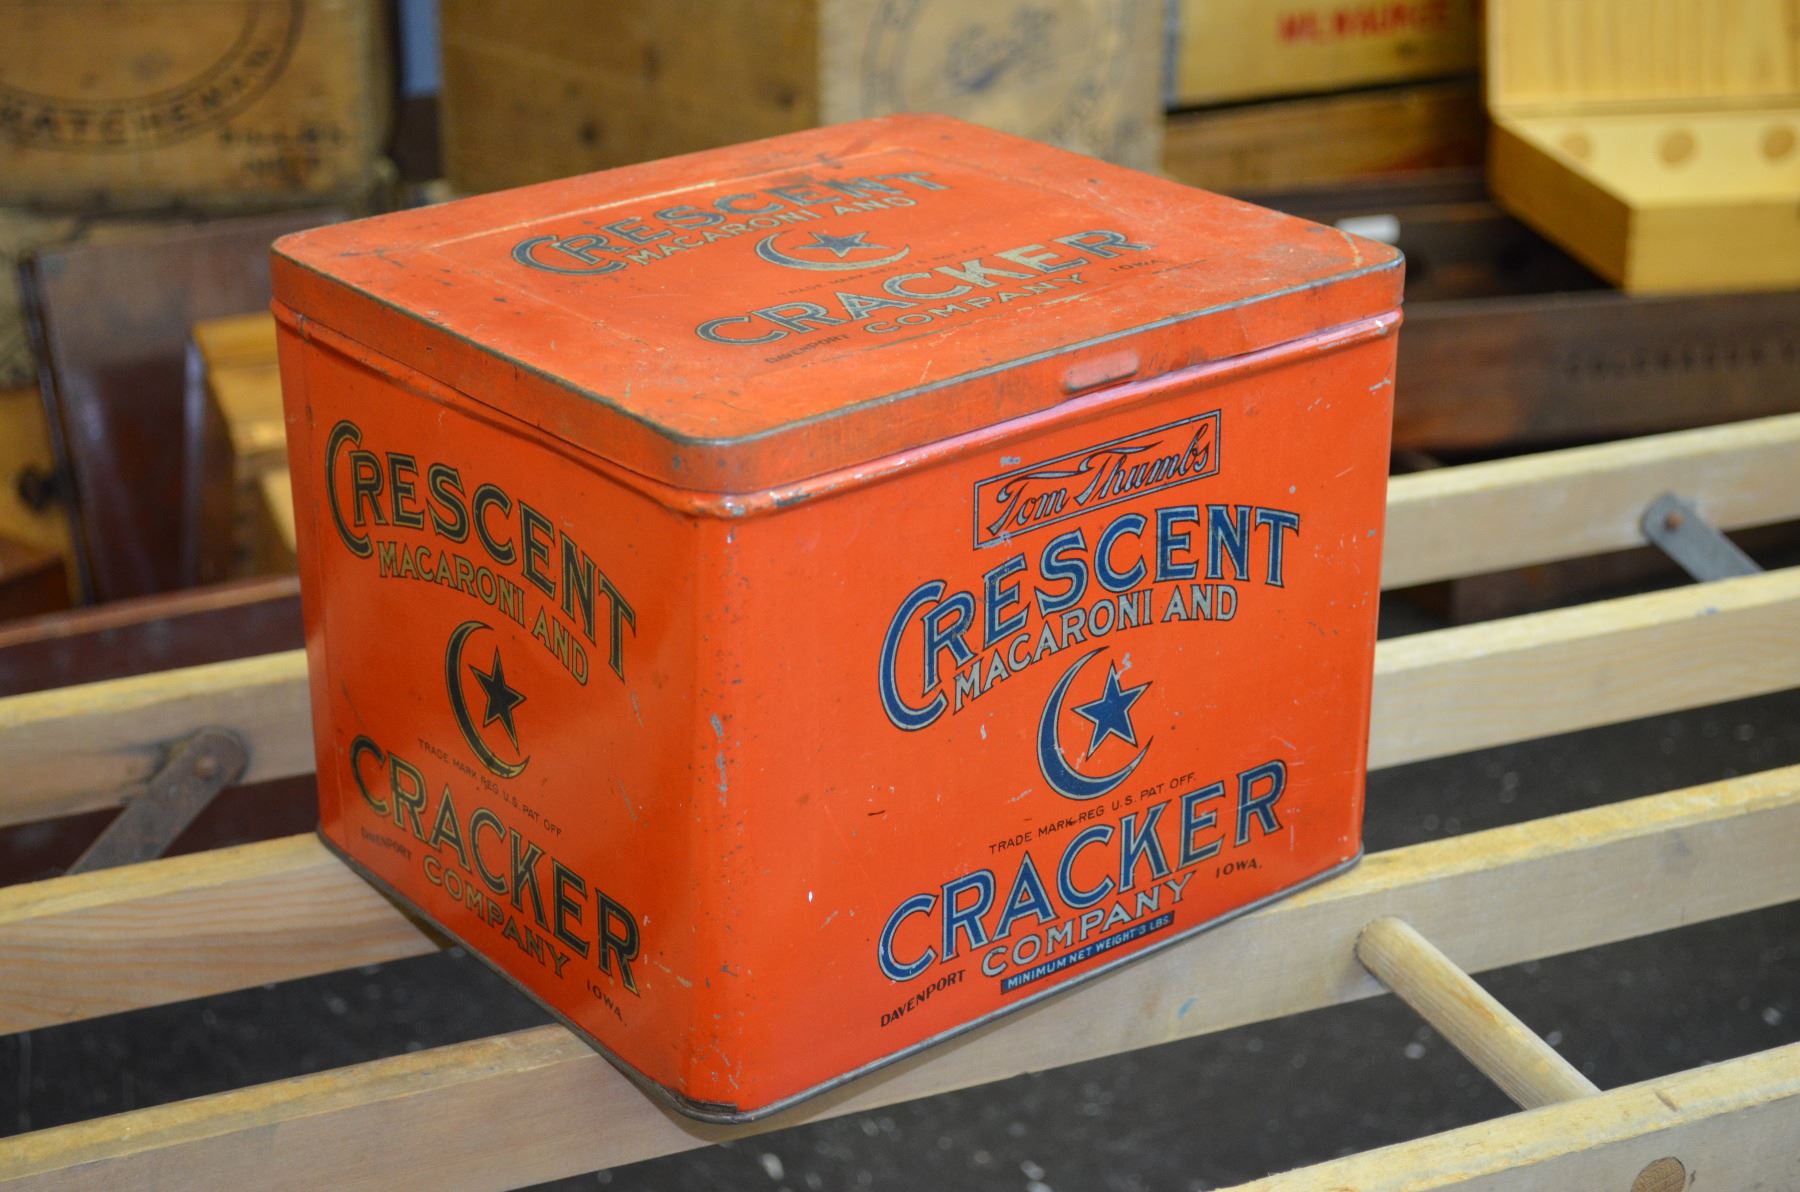 CRESCENT
MACARONI AND
TRADE MARK REG U.S. PAT OFF
CRACKER
COMPANY
DAVENPORT IOWA.
CRESCENT
MACARONI AND
TRADE MARK REG U.S. PAT OFF
CRACKER
COMPANY
DAVENPORT IOWA.
Tom Thumbs
CRESCENT
MACARONI AND
TRADE MARK REG U.S. PAT OFF.
CRACKER
COMPANY
DAVENPORT IOWA.
MINIMUM NET WEIGHT 3 LBS.
MILWAUKEE